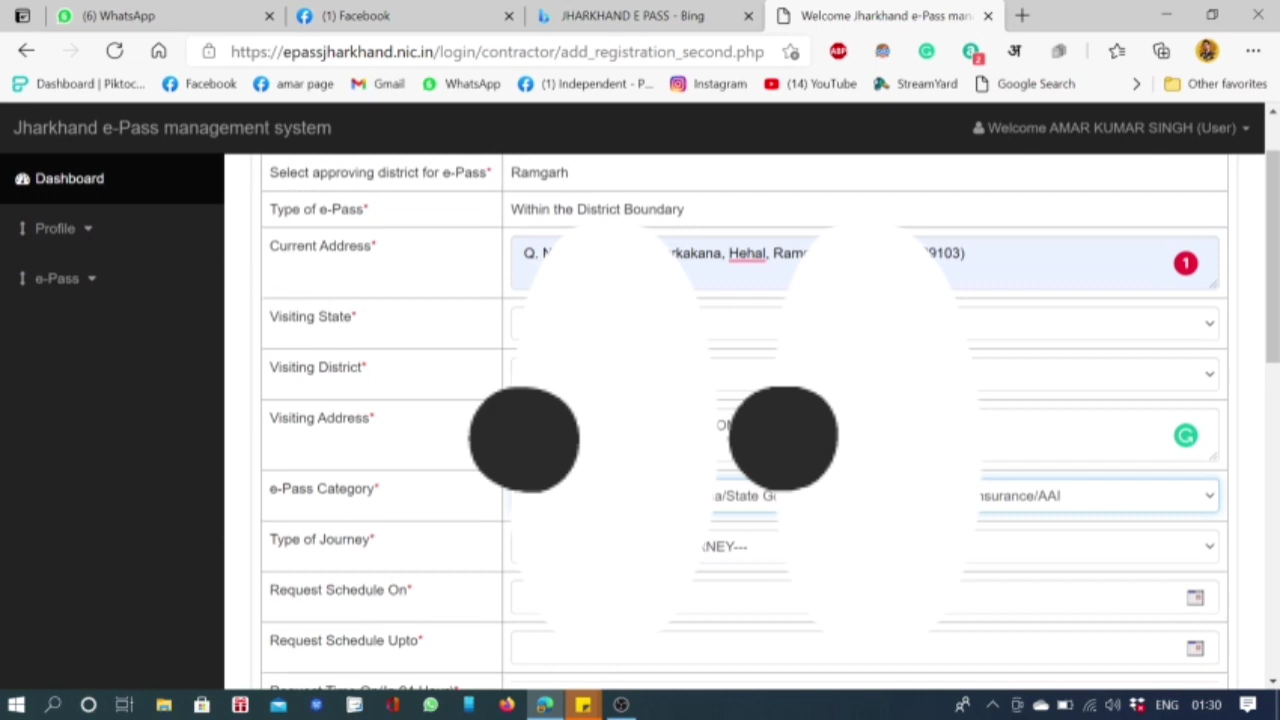 (6) WhatsApp
(1) Facebook
JHARKHAND E PASS - Bing
Welcome Jharkhand e-Pass man
https://epassjharkhand.nic.in/login/contractor/add_registration_second.php
ABP
a
2
अ
Dashboard | Piktoc...
Facebook
amar page
Gmail
WhatsApp
(1) Independent - P...
Instagram
(14) YouTube
StreamYard
Google Search
Other favorites
Jharkhand e-Pass management system
Welcome AMAR KUMAR SINGH (User)
Dashboard
Profile
e-Pass
Select approving district for e-Pass*
Ramgarh
Type of e-Pass*
Within the District Boundary
Current Address*
Q. rkakana, Hehal, 9103)
1
Visiting State*
Visiting District*
Visiting Address*
e-Pass Category*
a/State nsurance/AAI
Type of Journey*
NEY---
Request Schedule On*
Request Schedule Upto*
ENG
01:30